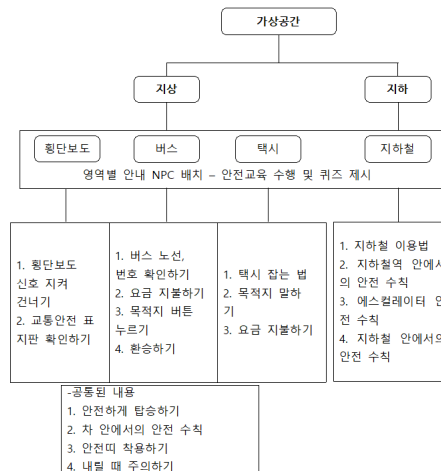 가상공간
지상
지하
횡단보도
버스
택시
지하철
영역별 안내 NPC 배치 – 안전교육 수행 및 퀴즈 제시
1. 횡단보도
신호 지켜
건너기
2. 교통안전 표
지판 확인하기
1. 버스 노선,
번호 확인하기
2. 요금 지불하기
3. 목적지 버튼
누르기
4. 환승하기
1. 택시 잡는 법
2. 목적지 말하
기
3. 요금 지불하기
1. 지하철 이용법
2. 지하철역 안에서
의 안전 수칙
3. 에스컬레이터 안
전 수칙
4. 지하철 안에서의
안전 수칙
-공통된 내용
1. 안전하게 탑승하기
2. 차 안에서의 안전 수칙
3. 안전띠 착용하기
4. 내릴 때 주의하기